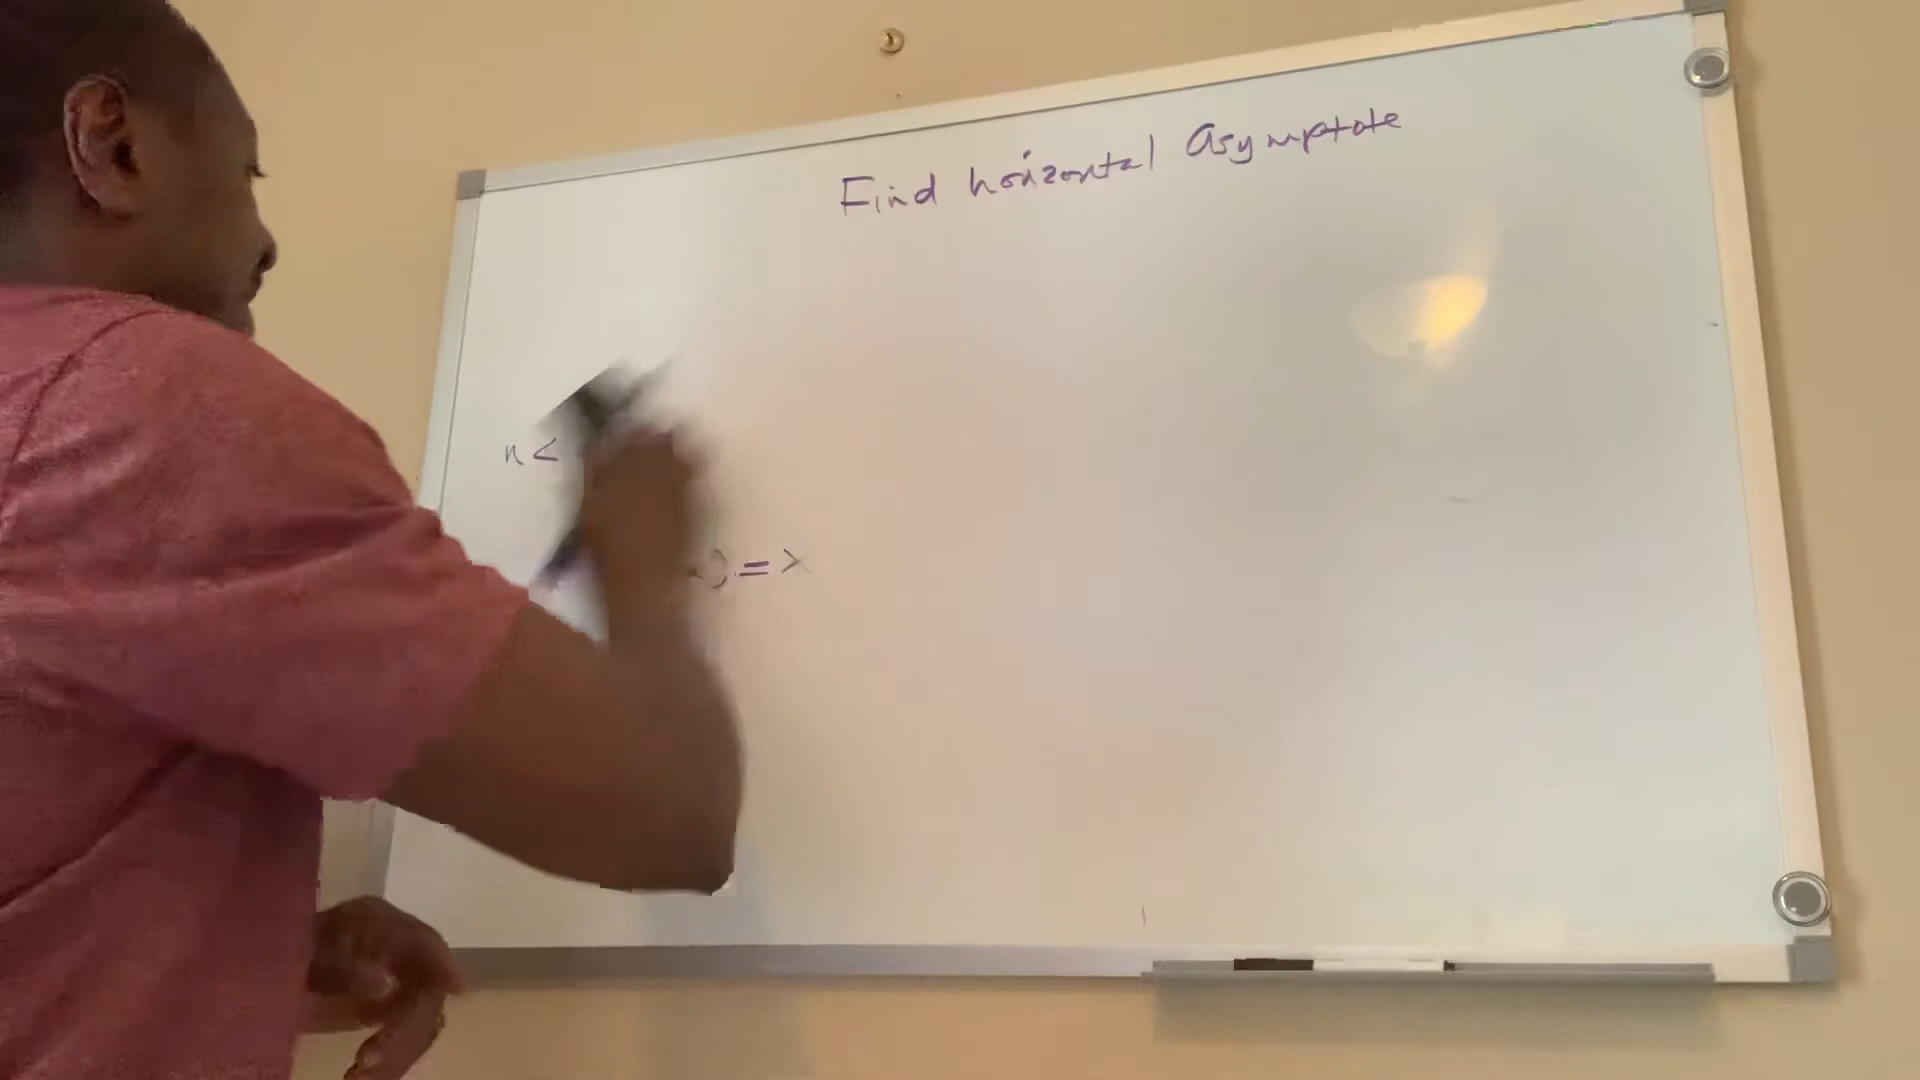 Find horizontal Asymptote
n <
) = x